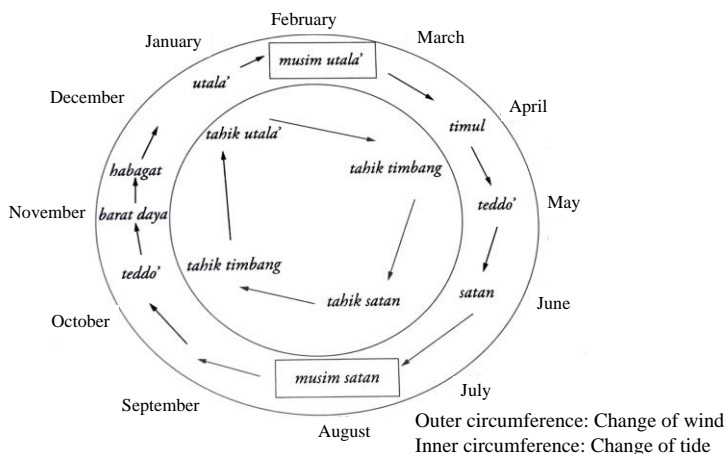 February
January
March
musim utala'
utala'
December
April
tahik utala'
timul
habagat
tahik timbang
teddo'
May
November
barat daya
tahik timbang
teddo'
satan
tahik satan
June
October
musim satan
July
September
August
Outer circumference: Change of wind
Inner circumference: Change of tide